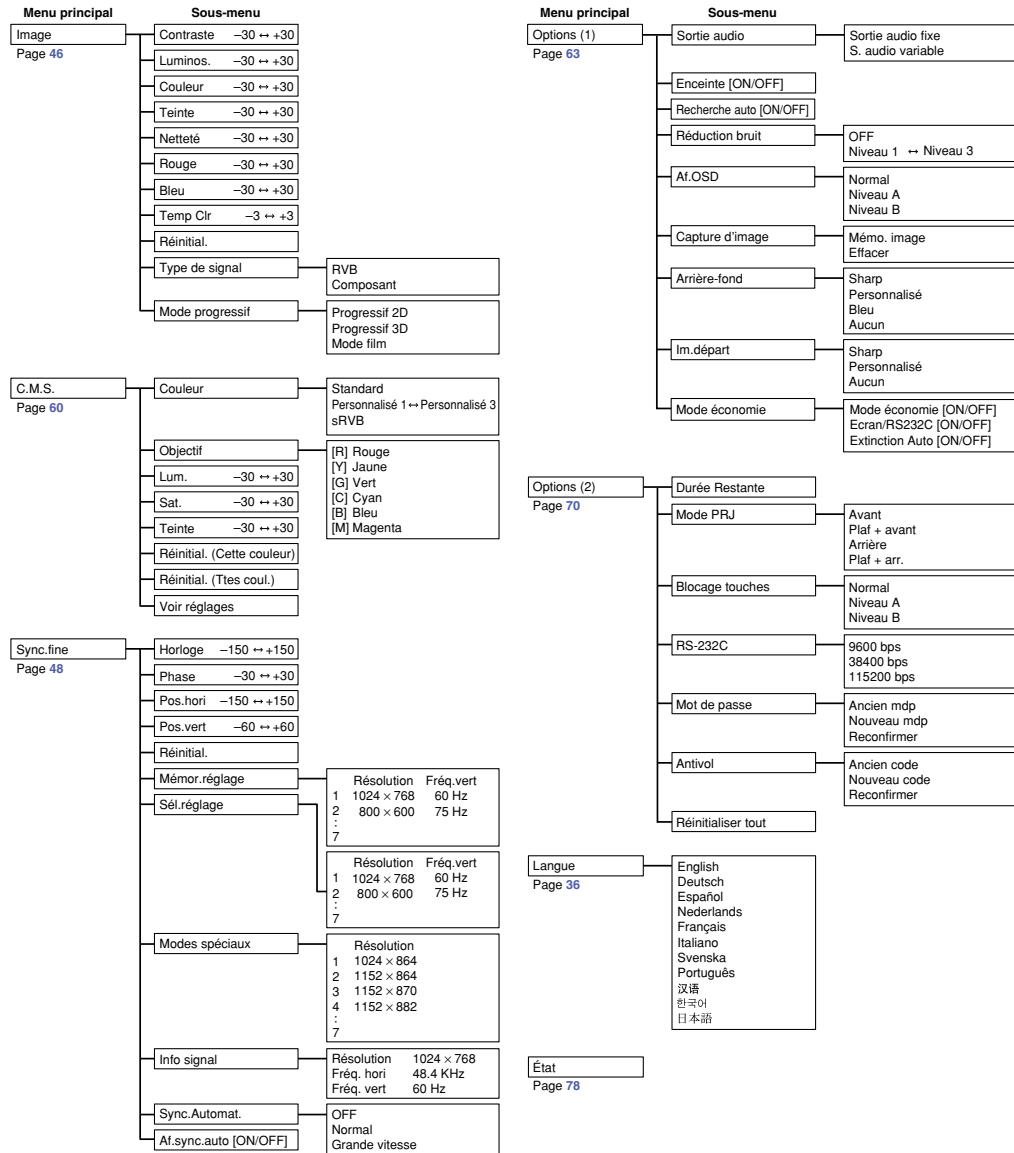 Menu principal Sous-menu
Image
Page 46
Contraste –30 ↔ +30
Luminos. –30 ↔ +30
Couleur –30 ↔ +30
Teinte –30 ↔ +30
Netteté –30 ↔ +30
Rouge –30 ↔ +30
Bleu –30 ↔ +30
Temp Clr –3 ↔ +3
Réinitial.
Type de signal
RVB
Composant
Mode progressif
Progressif 2D
Progressif 3D
Mode film
C.M.S.
Page 60
Couleur
Standard
Personnalisé 1 ↔ Personnalisé 3
sRVB
Objectif
[R] Rouge
[Y] Jaune
[G] Vert
[C] Cyan
[B] Bleu
[M] Magenta
Lum. –30 ↔ +30
Sat. –30 ↔ +30
Teinte –30 ↔ +30
Réinitial. (Cette couleur)
Réinitial. (Ttes coul.)
Voir réglages
Sync.fine
Page 48
Horloge –150 ↔ +150
Phase –30 ↔ +30
Pos.hori –150 ↔ +150
Pos.vert –60 ↔ +60
Réinitial.
Mémor.réglage
Résolution Fréq.vert
1 1024 × 768 60 Hz
2 800 × 600 75 Hz
:
7
Sél.réglage
Résolution Fréq.vert
1 1024 × 768 60 Hz
2 800 × 600 75 Hz
:
7
Modes spéciaux
Résolution
1 1024 × 864
2 1152 × 864
3 1152 × 870
4 1152 × 882
:
7
Info signal
Résolution 1024 × 768
Fréq. hori 48.4 KHz
Fréq. vert 60 Hz
Sync.Automat.
OFF
Normal
Grande vitesse
Af.sync.auto [ON/OFF]
Menu principal Sous-menu
Options (1)
Page 63
Sortie audio
Sortie audio fixe
S. audio variable
Enceinte [ON/OFF]
Recherche auto [ON/OFF]
Réduction bruit
OFF
Niveau 1 ↔ Niveau 3
Af.OSD
Normal
Niveau A
Niveau B
Capture d'image
Mémo. image
Effacer
Arrière-fond
Sharp
Personnalisé
Bleu
Aucun
Im.départ
Sharp
Personnalisé
Aucun
Mode économie
Mode économie [ON/OFF]
Ecran/RS232C [ON/OFF]
Extinction Auto [ON/OFF]
Options (2)
Page 70
Durée Restante
Mode PRJ
Avant
Plaf + avant
Arrière
Plaf + arr.
Blocage touches
Normal
Niveau A
Niveau B
RS-232C
9600 bps
38400 bps
115200 bps
Mot de passe
Ancien mdp
Nouveau mdp
Reconfirmer
Antivol
Ancien code
Nouveau code
Reconfirmer
Réinitialiser tout
Langue
Page 36
English
Deutsch
Español
Nederlands
Français
Italiano
Svenska
Português
汉语
한국어
日本語
État
Page 78